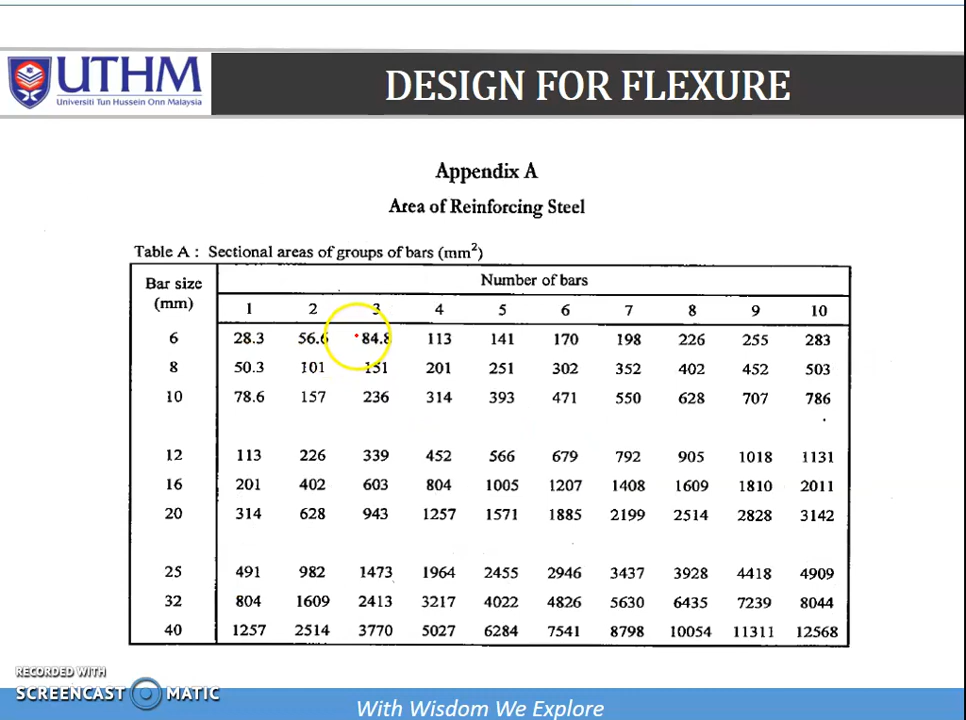 UTHM
Universiti Tun Hussein Onn Malaysia
DESIGN FOR FLEXURE
Appendix A
Area of Reinforcing Steel
Table A : Sectional areas of groups of bars (mm²)
Bar size (mm) Number of bars
1 2 3 4 5 6 7 8 9 10
6 28.3 56.6 84.8 113 141 170 198 226 255 283
8 50.3 101 151 201 251 302 352 402 452 503
10 78.6 157 236 314 393 471 550 628 707 786
12 113 226 339 452 566 679 792 905 1018 1131
16 201 402 603 804 1005 1207 1408 1609 1810 2011
20 314 628 943 1257 1571 1885 2199 2514 2828 3142
25 491 982 1473 1964 2455 2946 3437 3928 4418 4909
32 804 1609 2413 3217 4022 4826 5630 6435 7239 8044
40 1257 2514 3770 5027 6284 7541 8798 10054 11311 12568
RECORDED WITH
SCREENCAST MATIC
With Wisdom We Explore